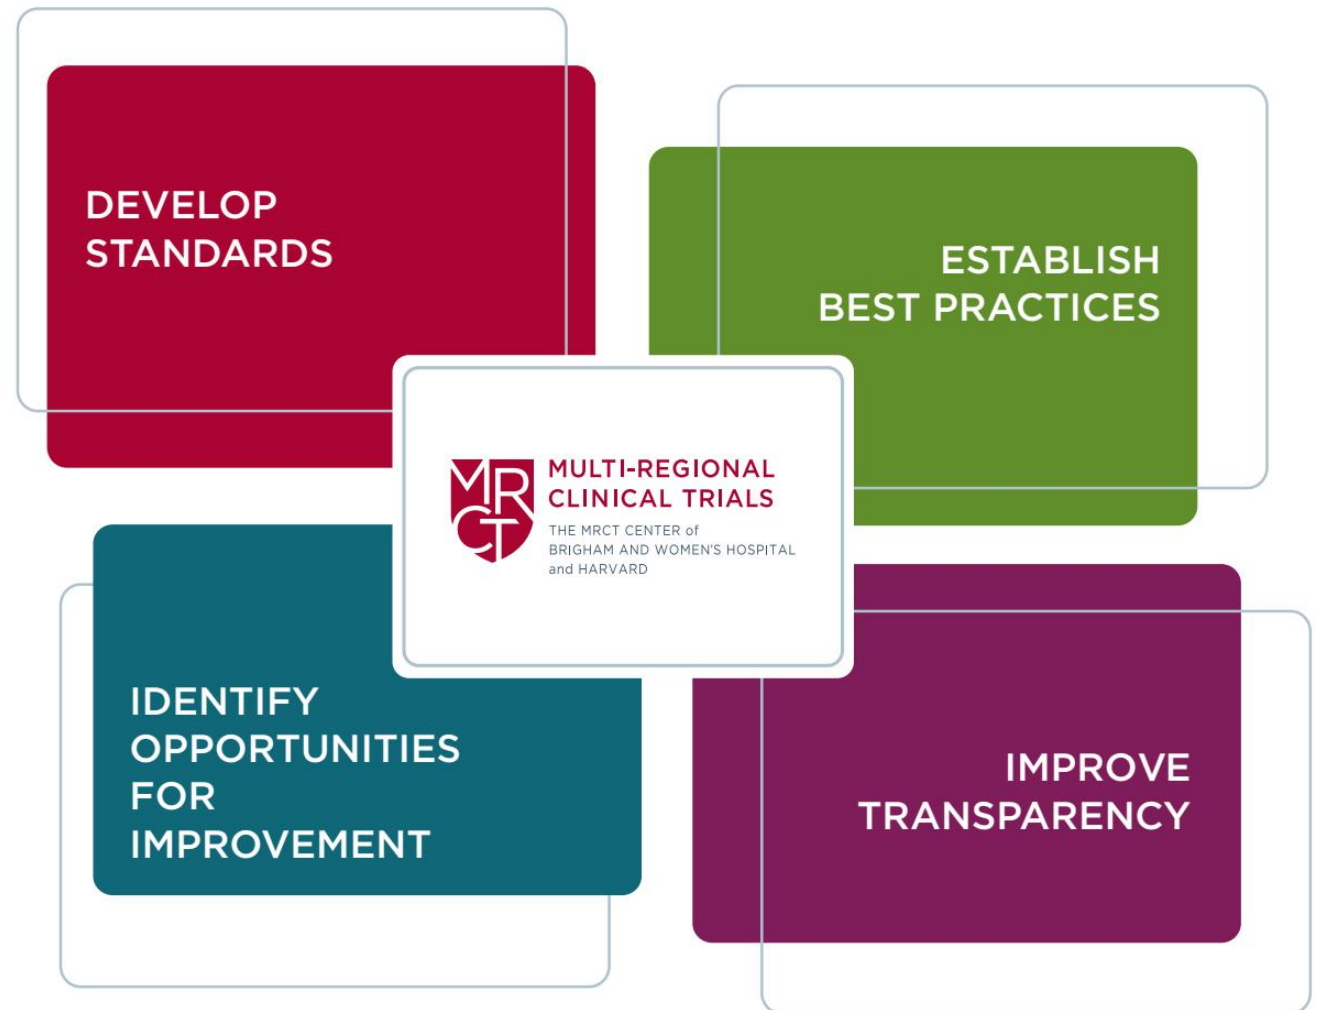 DEVELOP
STANDARDS
ESTABLISH
BEST PRACTICES
MRCT
MULTI-REGIONAL
CLINICAL TRIALS
THE MRCT CENTER of
BRIGHAM AND WOMEN'S HOSPITAL
and HARVARD
IDENTIFY
OPPORTUNITIES
FOR
IMPROVEMENT
IMPROVE
TRANSPARENCY